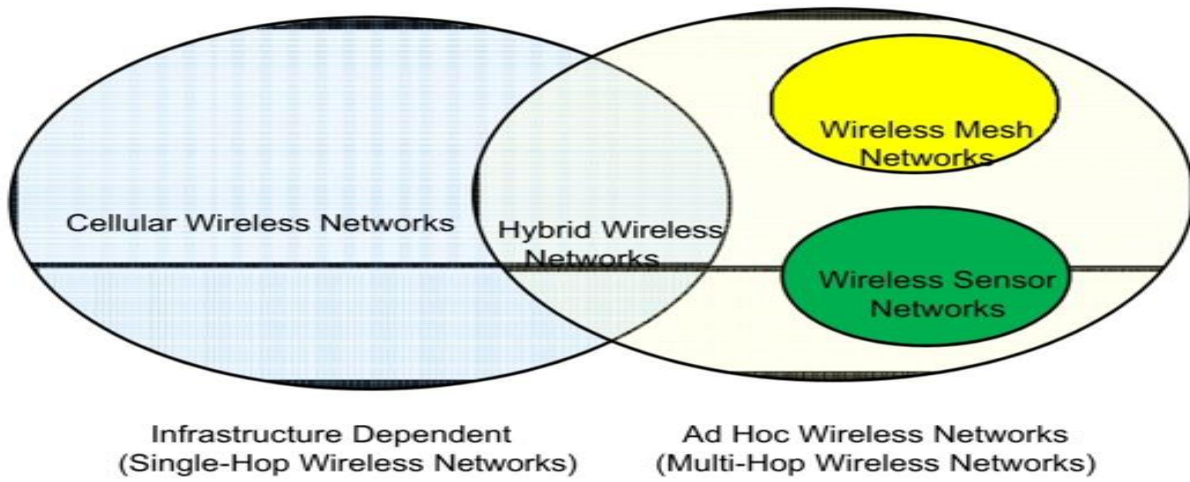 Wireless Mesh
Networks
Cellular Wireless Networks
Hybrid Wireless
Networks
Wireless Sensor
Networks
Infrastructure Dependent
(Single-Hop Wireless Networks)
Ad Hoc Wireless Networks
(Multi-Hop Wireless Networks)